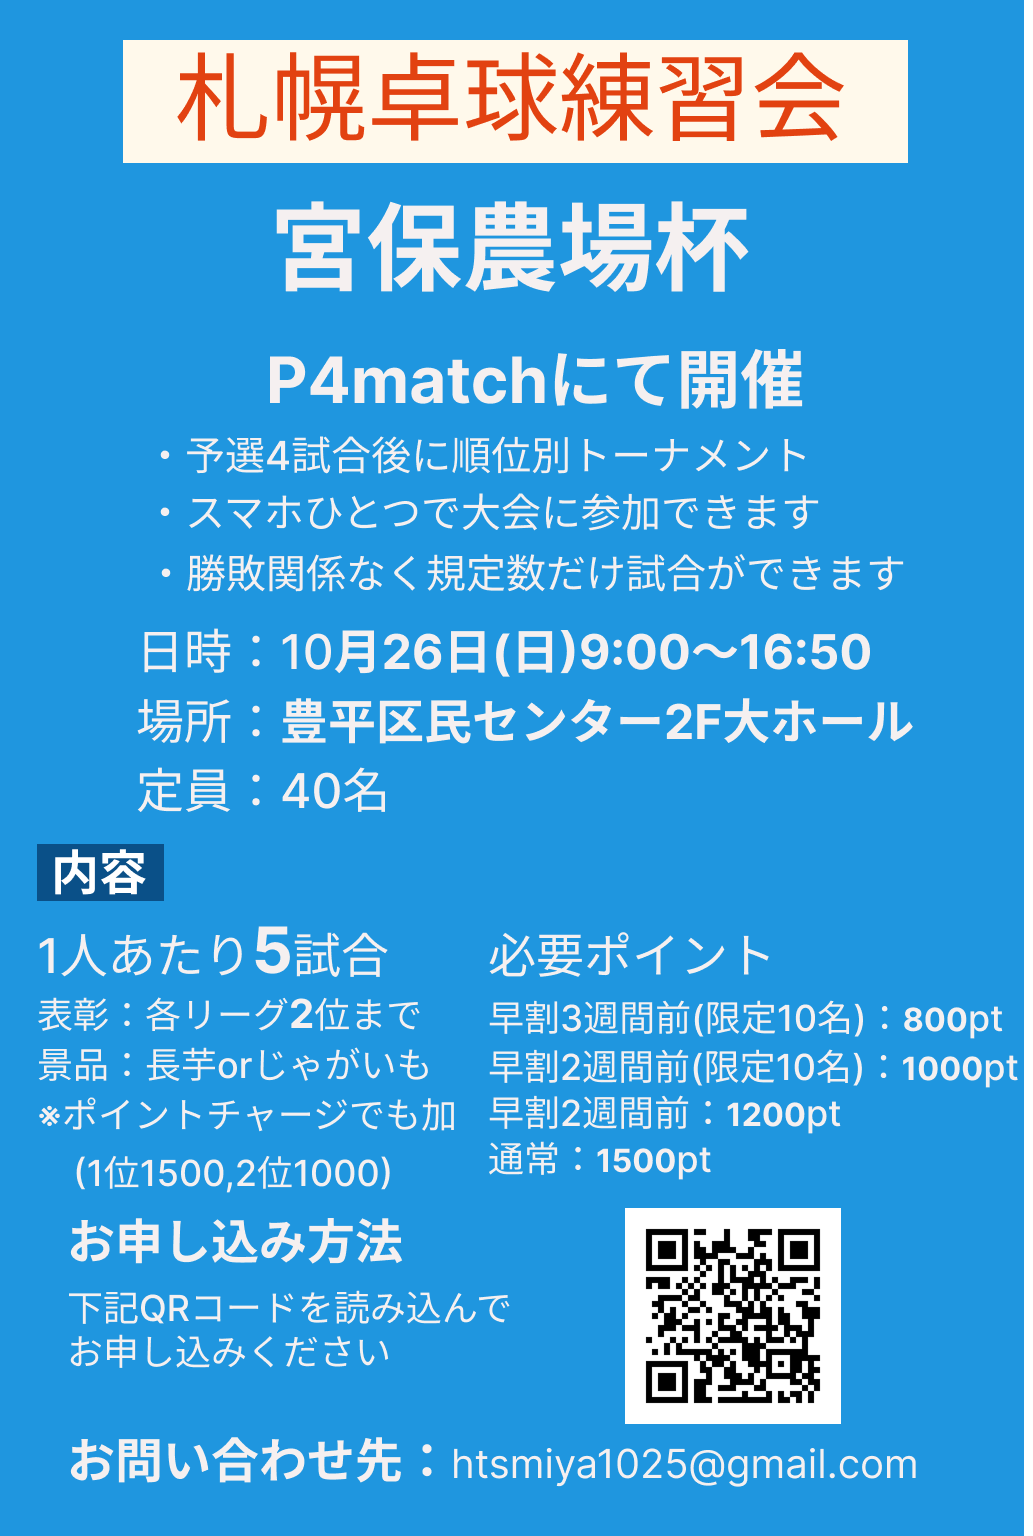 札幌卓球練習会
宮保農場杯
P4matchにて開催
・予選4試合後に順位別トーナメント
・スマホひとつで大会に参加できます
・勝敗関係なく規定数だけ試合ができます
日時：10月26日(日)9:00〜16:50
場所：豊平区民センター2F大ホール
定員：40名
内容
1人あたり5試合
表彰：各リーグ2位まで
景品：長芋orじゃがいも
※ポイントチャージでも加
(1位1500,2位1000)
必要ポイント
早割3週間前(限定10名)：800pt
早割2週間前(限定10名)：1000pt
早割2週間前：1200pt
通常：1500pt
お申し込み方法
下記QRコードを読み込んで
お申し込みください
お問い合わせ先：htsmiya1025@gmail.com